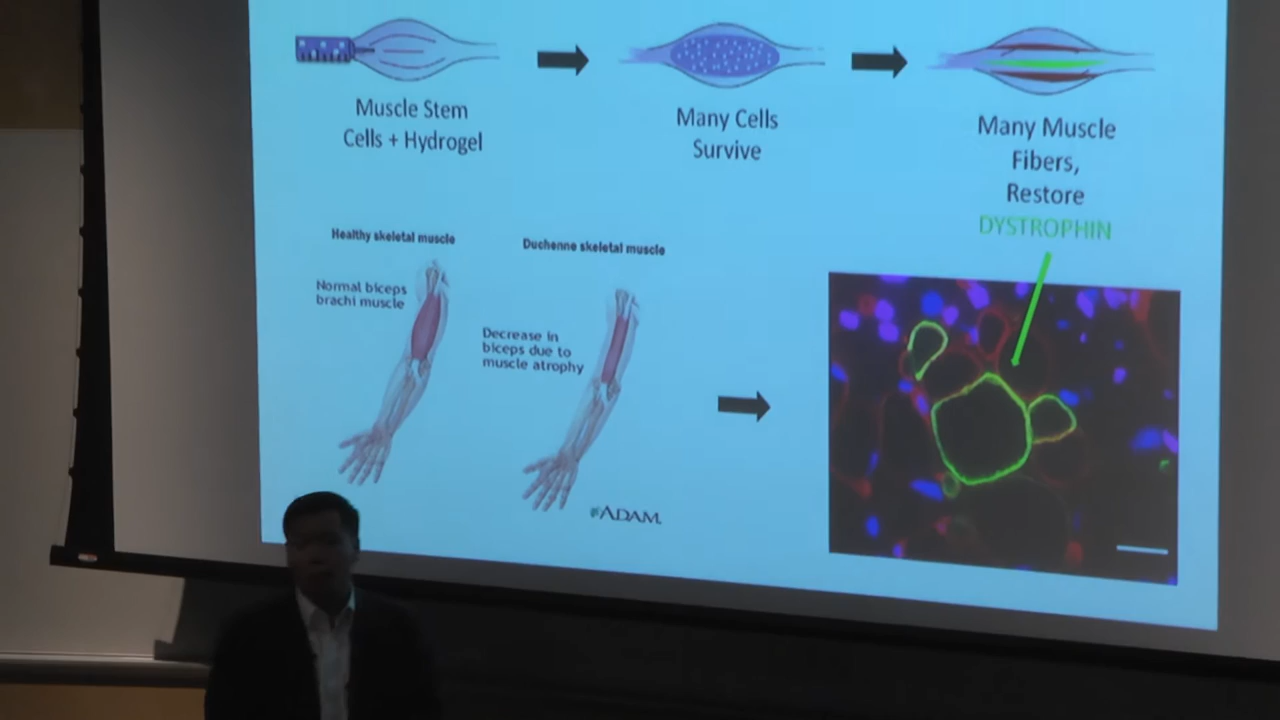 Muscle Stem
Cells + Hydrogel
Many Cells
Survive
Many Muscle
Fibers,
Restore
DYSTROPHIN
Healthy skeletal muscle
Normal biceps
brachi muscle
Duchenne skeletal muscle
Decrease in
biceps due to
muscle atrophy
ADAM.